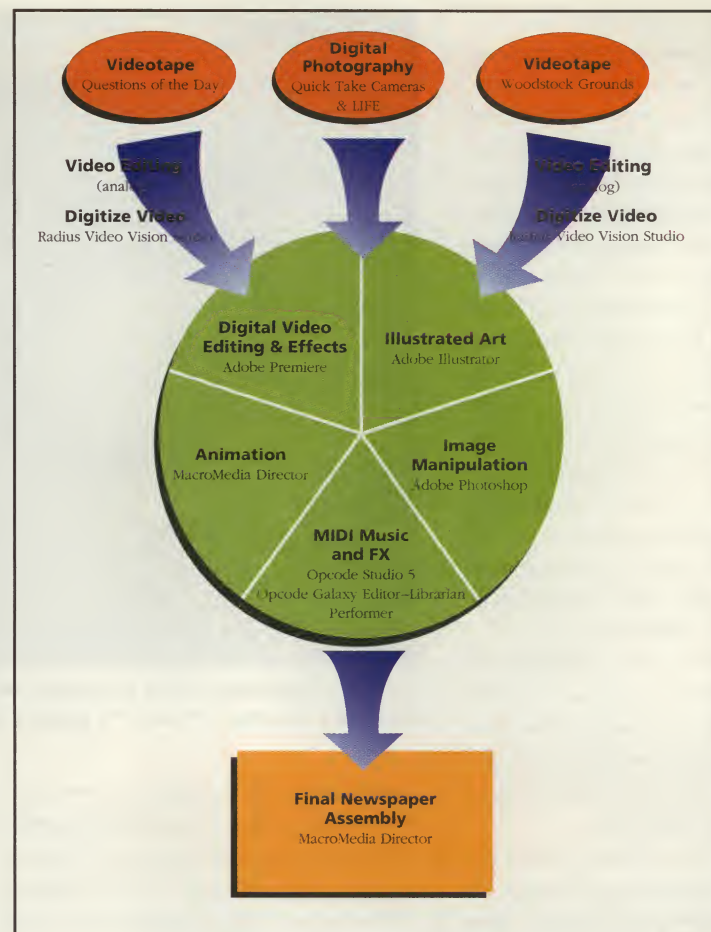 Videotape
Questions of the Day
Digital
Photography
Quick Take Cameras
& LIFE
Videotape
Woodstock Grounds
Video Editing
(analog)
Digitize Video
Radius Video Vision
Video Editing
(analog)
Digitize Video
Radius Video Vision Studio
Digital Video
Editing & Effects
Adobe Premiere
Illustrated Art
Adobe Illustrator
Animation
MacroMedia Director
Image
Manipulation
Adobe Photoshop
MIDI Music
and FX
Opcode Studio 5
Opcode Galaxy Editor–Librarian
Performer
Final Newspaper
Assembly
MacroMedia Director